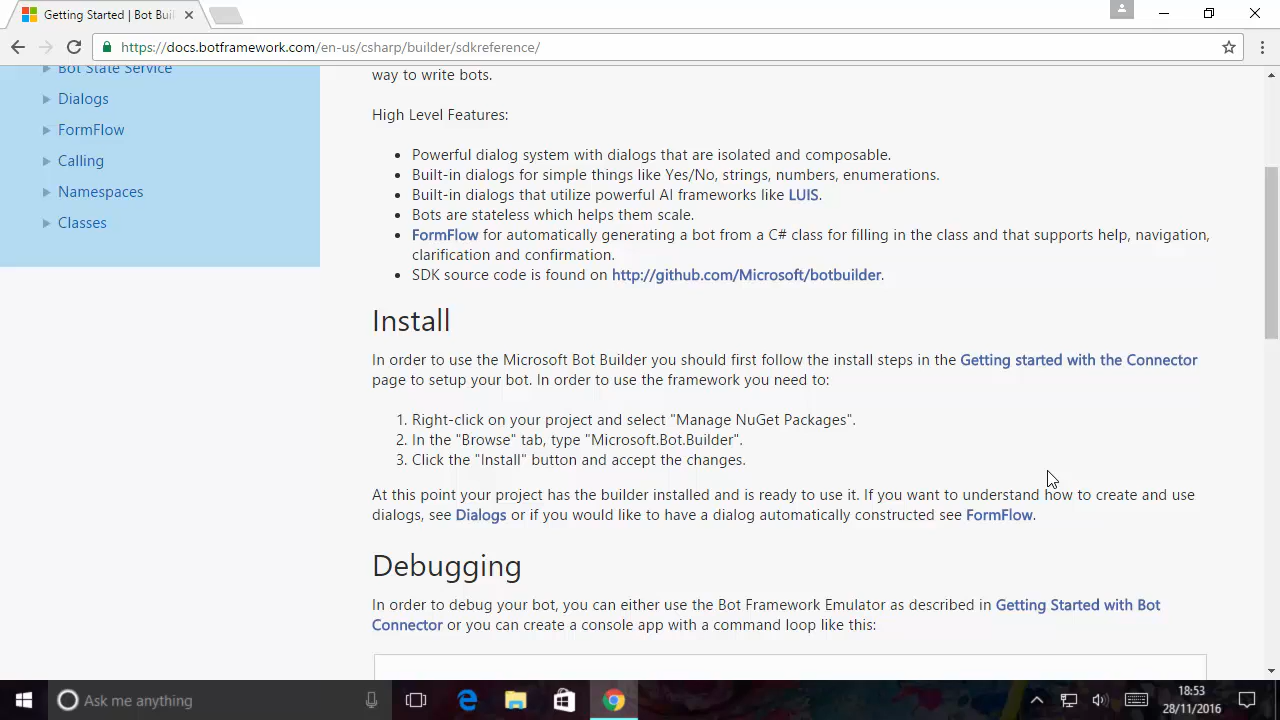 Getting Started | Bot Bui
https://docs.botframework.com/en-us/csharp/builder/sdkreference/
Bot State Service
Dialogs
FormFlow
Calling
Namespaces
Classes
way to write bots.
High Level Features:
• Powerful dialog system with dialogs that are isolated and composable.
• Built-in dialogs for simple things like Yes/No, strings, numbers, enumerations.
• Built-in dialogs that utilize powerful AI frameworks like LUIS.
• Bots are stateless which helps them scale.
• FormFlow for automatically generating a bot from a C# class for filling in the class and that supports help, navigation,
clarification and confirmation.
• SDK source code is found on http://github.com/Microsoft/botbuilder.
Install
In order to use the Microsoft Bot Builder you should first follow the install steps in the Getting started with the Connector
page to setup your bot. In order to use the framework you need to:
1. Right-click on your project and select "Manage NuGet Packages".
2. In the "Browse" tab, type "Microsoft.Bot.Builder".
3. Click the "Install" button and accept the changes.
At this point your project has the builder installed and is ready to use it. If you want to understand how to create and use
dialogs, see Dialogs or if you would like to have a dialog automatically constructed see FormFlow.
Debugging
In order to debug your bot, you can either use the Bot Framework Emulator as described in Getting Started with Bot
Connector or you can create a console app with a command loop like this:
Ask me anything
18:53
28/11/2016